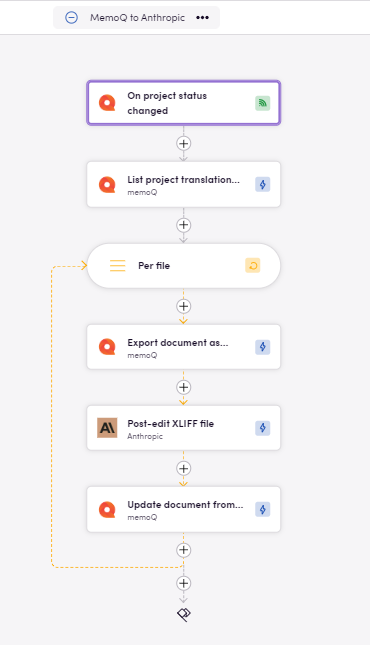 MemoQ to Anthropic
On project status
changed
List project translation...
memoQ
Per file
Export document as...
memoQ
Post-edit XLIFF file
Anthropic
Update document from...
memoQ